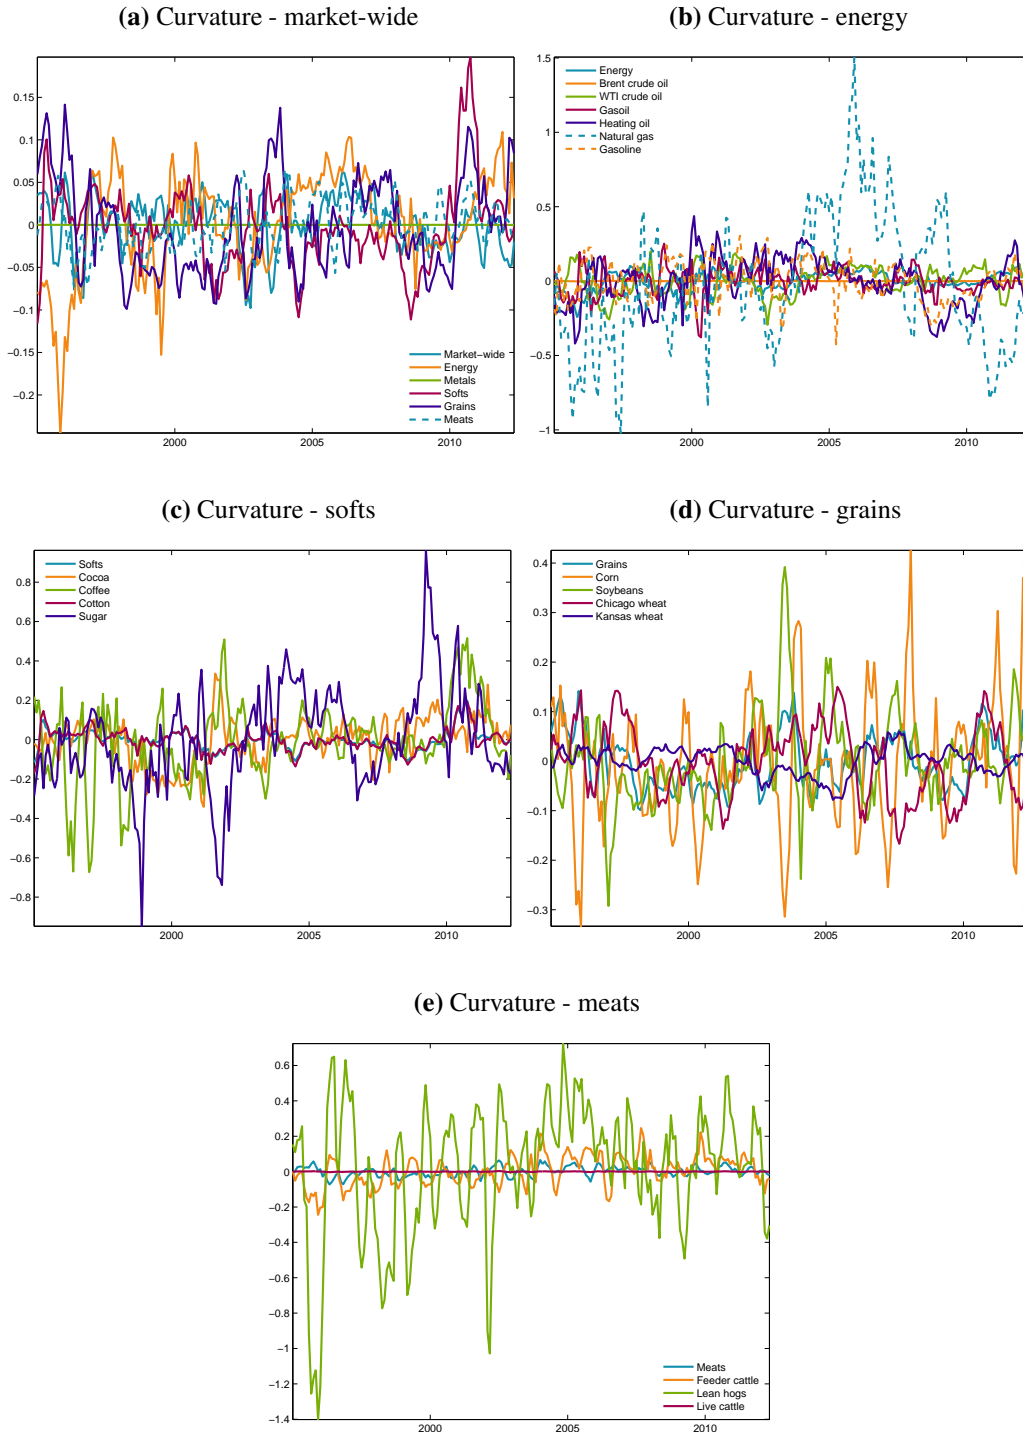 (a) Curvature - market-wide
0.15
0.1
0.05
0
−0.05
−0.1
−0.15
−0.2
2000
2005
2010
Market−wide
Energy
Metals
Softs
Grains
Meats
(b) Curvature - energy
1.5
1
0.5
0
−0.5
−1
2000
2005
2010
Energy
Brent crude oil
WTI crude oil
Gasoil
Heating oil
Natural gas
Gasoline
(c) Curvature - softs
0.8
0.6
0.4
0.2
0
−0.2
−0.4
−0.6
−0.8
2000
2005
2010
Softs
Cocoa
Coffee
Cotton
Sugar
(d) Curvature - grains
0.4
0.3
0.2
0.1
0
−0.1
−0.2
−0.3
2000
2005
2010
Grains
Corn
Soybeans
Chicago wheat
Kansas wheat
(e) Curvature - meats
0.6
0.4
0.2
0
−0.2
−0.4
−0.6
−0.8
−1
−1.2
−1.4
2000
2005
2010
Meats
Feeder cattle
Lean hogs
Live cattle